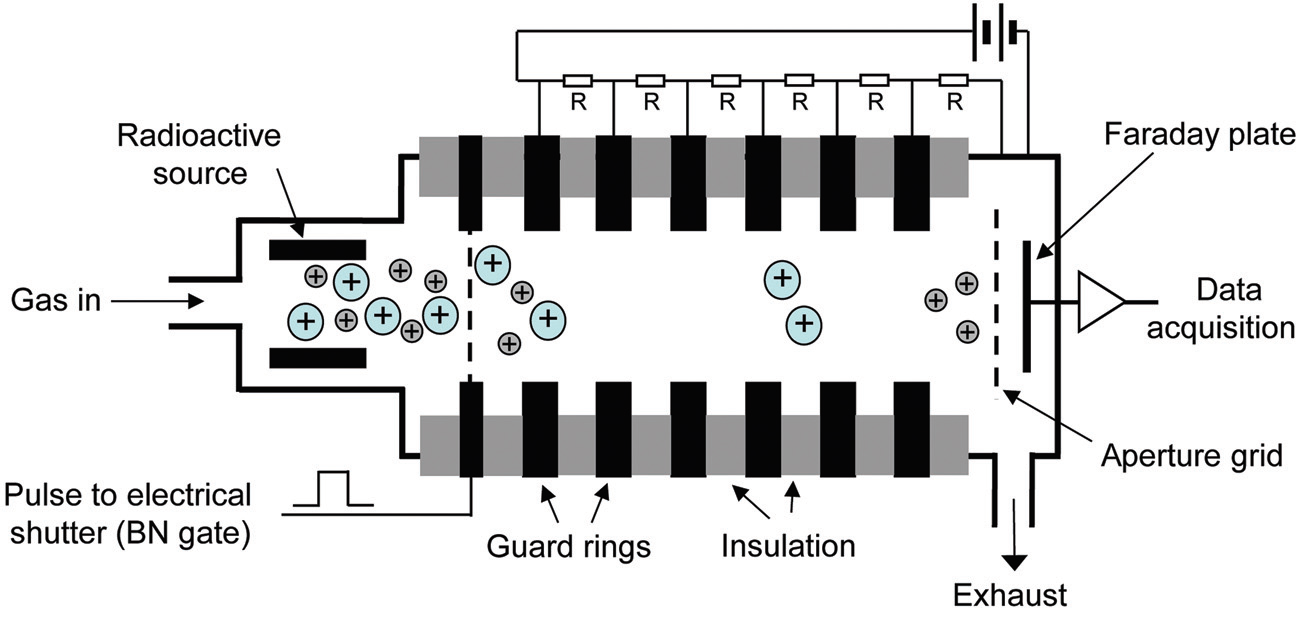 R R R R R R
Radioactive
source
Faraday plate
Gas in
Data
acquisition
Aperture grid
Pulse to electrical
shutter (BN gate)
Guard rings
Insulation
Exhaust